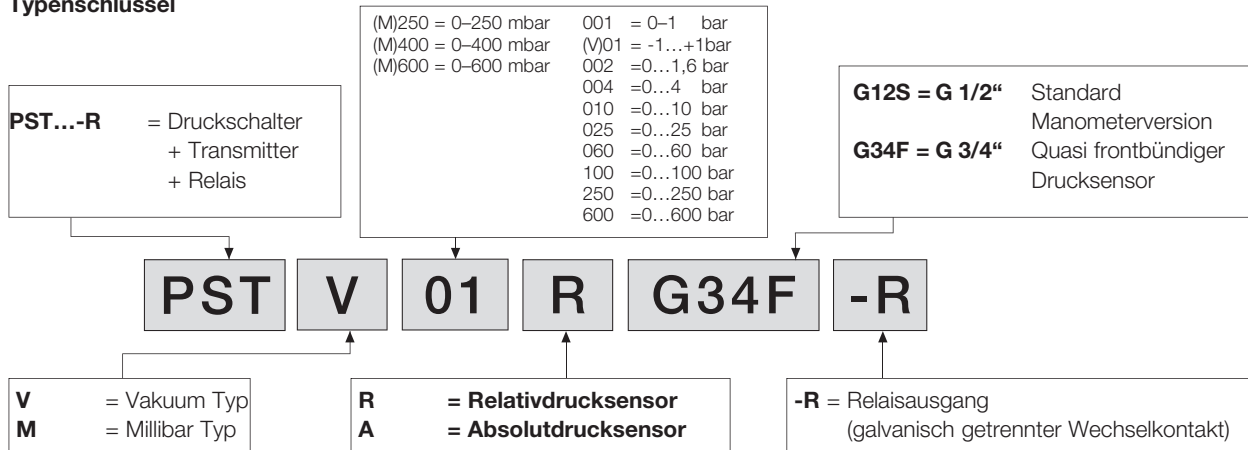 Typenschlüssel
(M)250 = 0–250 mbar
(M)400 = 0–400 mbar
(M)600 = 0–600 mbar
001 = 0–1 bar
(V)01 = -1…+1bar
002 =0…1,6 bar
004 =0…4 bar
010 =0…10 bar
025 =0…25 bar
060 =0…60 bar
100 =0…100 bar
250 =0…250 bar
600 =0…600 bar
PST…-R = Druckschalter
+ Transmitter
+ Relais
G12S = G 1/2“ Standard
Manometerversion
G34F = G 3/4“ Quasi frontbündiger
Drucksensor
PST V 01 R G34F -R
V = Vakuum Typ
M = Millibar Typ
R = Relativdrucksensor
A = Absolutdrucksensor
-R = Relaisausgang
(galvanisch getrennter Wechselkontakt)